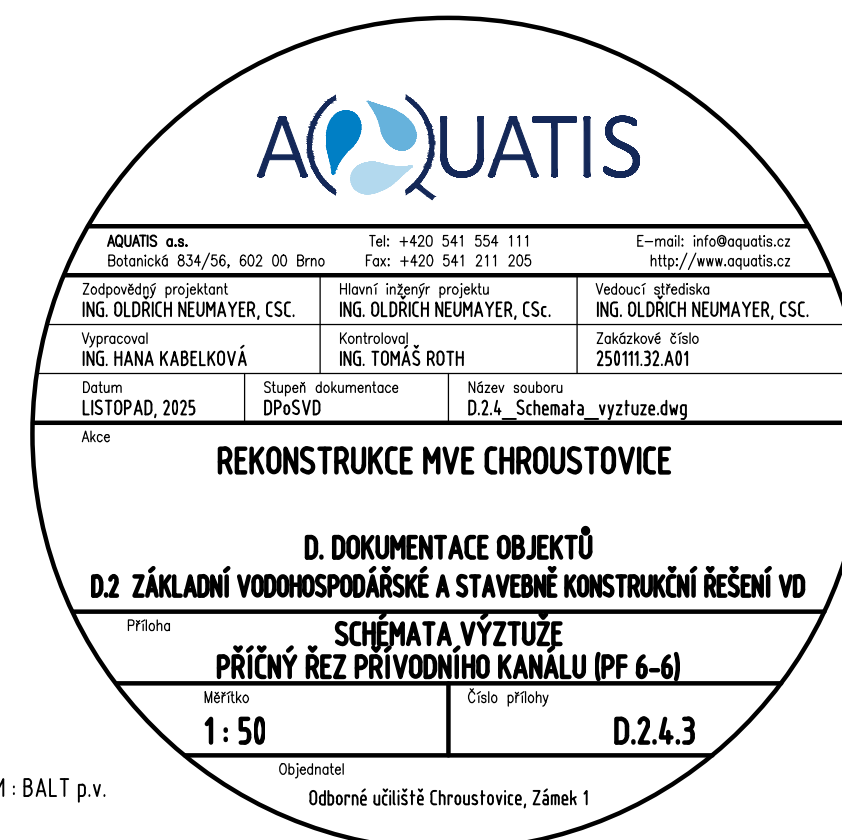 AQUATIS
AQUATIS a.s.
Botanická 834/56, 602 00 Brno
Tel: +420 541 554 111
Fax: +420 541 211 205
E-mail: info@aquatis.cz
http://www.aquatis.cz
Zodpovědný projektant
ING. OLDŘICH NEUMAYER, CSC.
Hlavní inženýr projektu
ING. OLDŘICH NEUMAYER, CSc.
Vedoucí střediska
ING. OLDŘICH NEUMAYER, CSC.
Vypracoval
ING. HANA KABELKOVÁ
Kontroloval
ING. TOMÁŠ ROTH
Zakázkové číslo
250111.32.A01
Datum
LISTOPAD, 2025
Stupeň dokumentace
DPoSVD
Název souboru
D.2.4_Schemata_vyztuze.dwg
Akce
REKONSTRUKCE MVE CHROUSTOVICE
D. DOKUMENTACE OBJEKTŮ
D.2 ZÁKLADNÍ VODOHOSPODÁŘSKÉ A STAVEBNĚ KONSTRUKČNÍ ŘEŠENÍ VD
Příloha
SCHÉMATA VÝZTUŽE
PŘÍČNÝ ŘEZ PŘÍVODNÍHO KANÁLU (PF 6-6)
Měřítko
1 : 50
Číslo přílohy
D.2.4.3
Objednatel
Odborné učiliště Chroustovice, Zámek 1
M : BALT p.v.